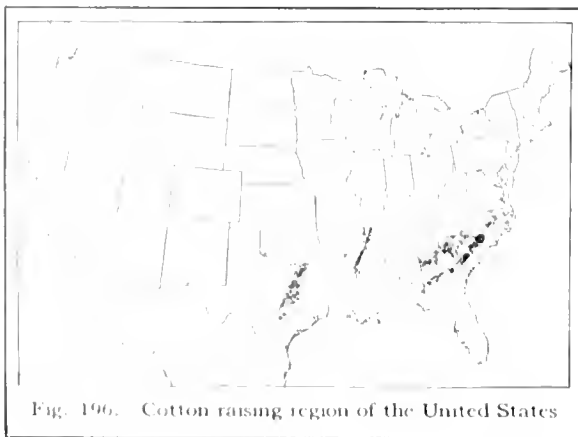 Fig. 196. Cotton raising region of the United States